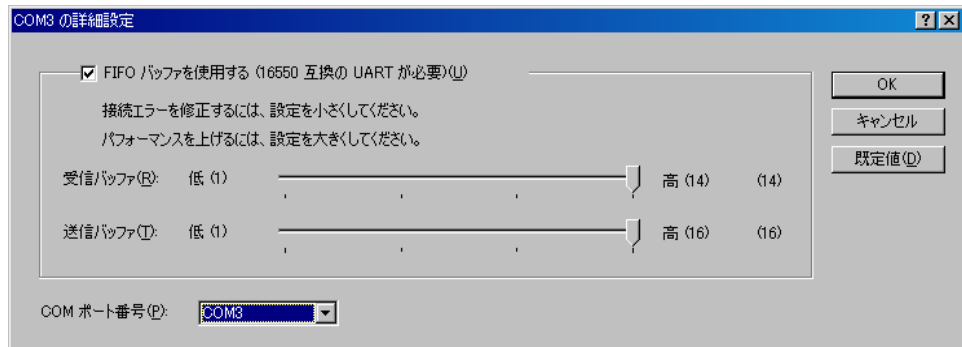 COM3 の詳細設定
FIFO バッファを使用する (16550 互換の UART が必要)(U)
接続エラーを修正するには、設定を小さくしてください。
パフォーマンスを上げるには、設定を大きくしてください。
受信バッファ(R): 低 (1) 高 (14) (14)
送信バッファ(T): 低 (1) 高 (16) (16)
COM ポート番号(P): COM3
OK
キャンセル
既定値(D)